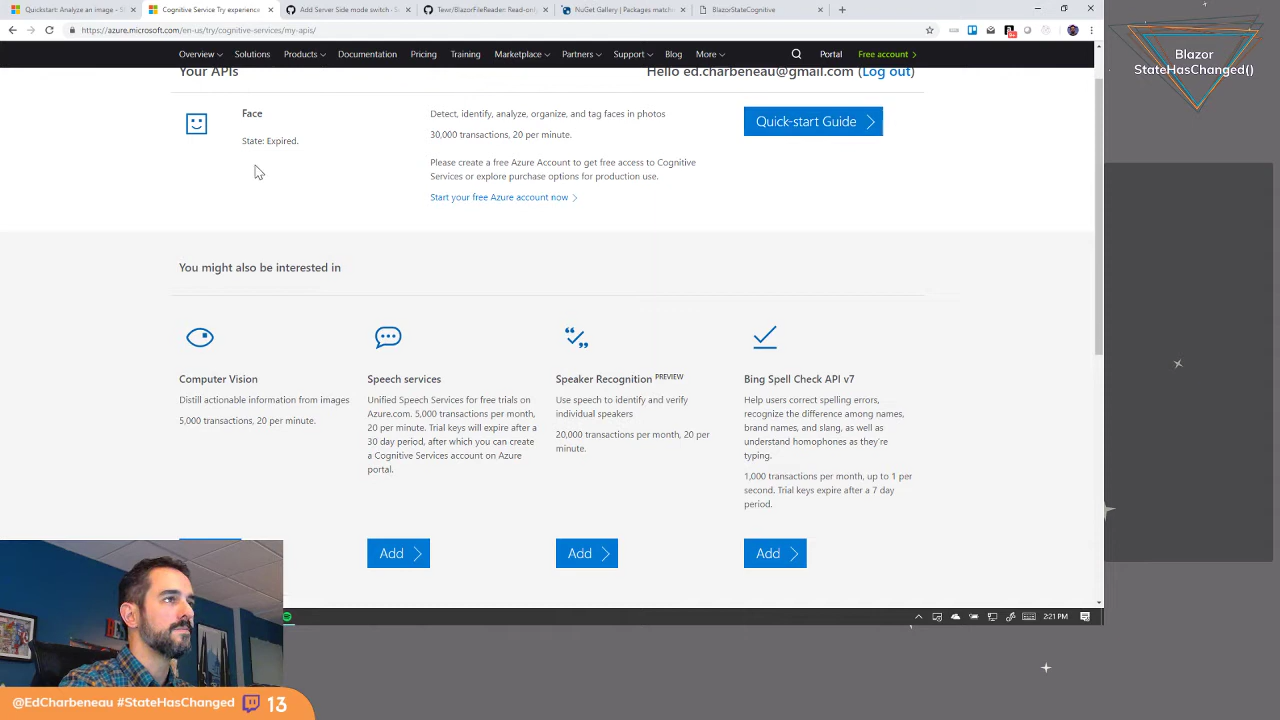 Quickstart: Analyze an image - S
Cognitive Service Try experience
Add Server Side mode switch - S
Tewr/BlazorFileReader: Read-only
NuGet Gallery | Packages match
BlazorStateCognitive
https://azure.microsoft.com/en-us/try/cognitive-services/my-apis/
Overview
Solutions
Products
Documentation
Pricing
Training
Marketplace
Partners
Support
Blog
More
Portal
Free account
Your APIs
Hello ed.charbeneau@gmail.com (Log out)
Face
State: Expired.
Detect, identify, analyze, organize, and tag faces in photos
30,000 transactions, 20 per minute.
Please create a free Azure Account to get free access to Cognitive
Services or explore purchase options for production use.
Start your free Azure account now
Quick-start Guide
You might also be interested in
Computer Vision
Distill actionable information from images
5,000 transactions, 20 per minute.
Speech services
Unified Speech Services for free trials on
Azure.com. 5,000 transactions per month,
20 per minute. Trial keys will expire after a
30 day period, after which you can create
a Cognitive Services account on Azure
portal.
Add
Speaker Recognition PREVIEW
Use speech to identify and verify
individual speakers
20,000 transactions per month, 20 per
minute.
Add
Bing Spell Check API v7
Help users correct spelling errors,
recognize the difference among names,
brand names, and slang, as well as
understand homophones as they're
typing.
1,000 transactions per month, up to 1 per
second. Trial keys expire after a 7 day
period.
Add
2:21 PM
Blazor
StateHasChanged()
@EdCharbeneau #StateHasChanged
13